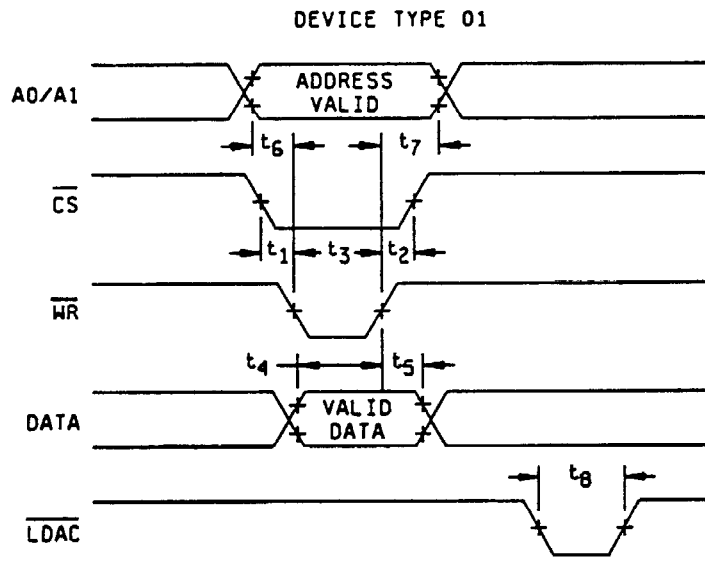 DEVICE TYPE 01
A0/A1
ADDRESS
VALID
t6
t7
CS
t1
t3
t2
WR
t4
t5
DATA
VALID
DATA
t8
LDAC